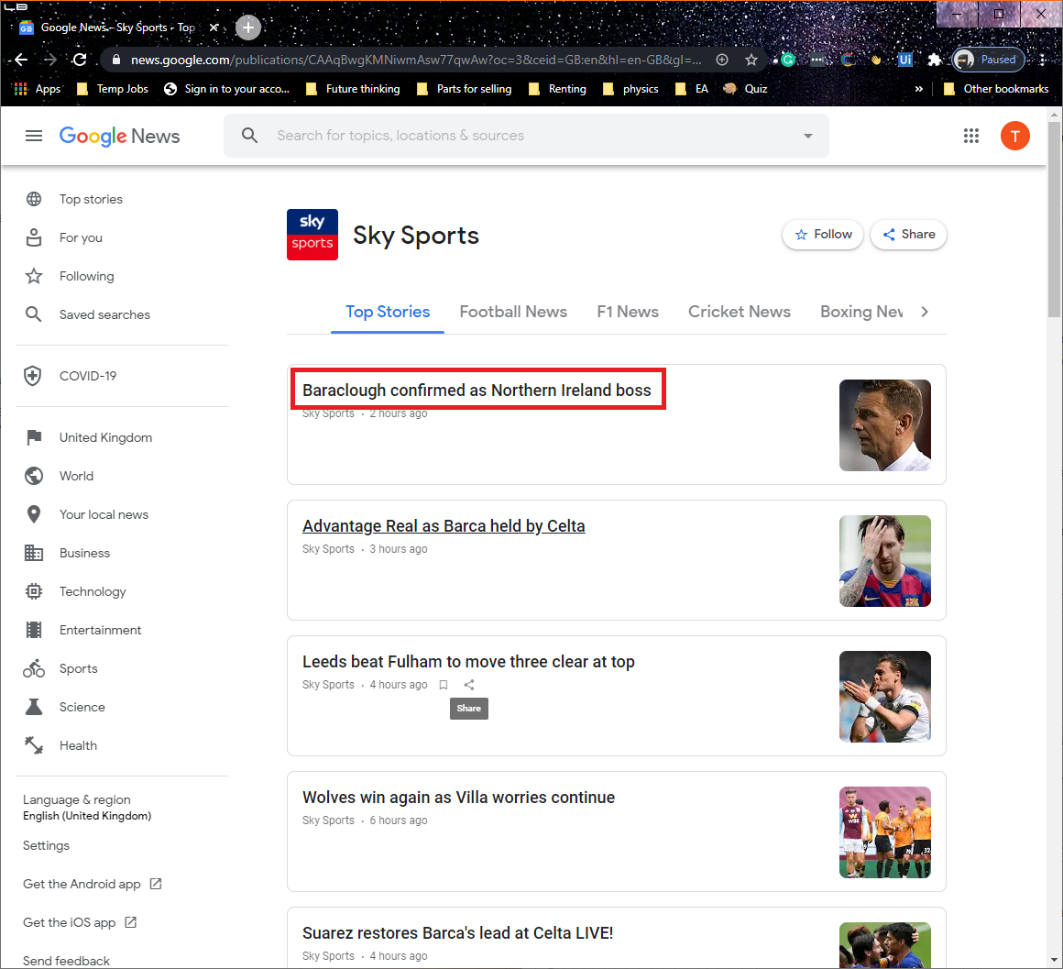 Google News - Sky Sports - Top
news.google.com/publications/CAAqBwgKMNiwmAsw77qwAw?oc=3&ceid=GB:en&hl=en-GB&gl=...
Paused
Apps Temp Jobs Sign in to your acco... Future thinking Parts for selling Renting physics EA Quiz » Other bookmarks
Google News
Search for topics, locations & sources
T
Top stories
For you
Following
Saved searches
COVID-19
United Kingdom
World
Your local news
Business
Technology
Entertainment
Sports
Science
Health
Language & region
English (United Kingdom)
Settings
Get the Android app
Get the iOS app
Send feedback
sky
sports
Sky Sports
Follow
Share
Top Stories Football News F1 News Cricket News Boxing Nev
Baraclough confirmed as Northern Ireland boss
Sky Sports · 2 hours ago
Advantage Real as Barca held by Celta
Sky Sports · 3 hours ago
Leeds beat Fulham to move three clear at top
Sky Sports · 4 hours ago
Share
Wolves win again as Villa worries continue
Sky Sports · 6 hours ago
Suarez restores Barca's lead at Celta LIVE!
Sky Sports · 4 hours ago